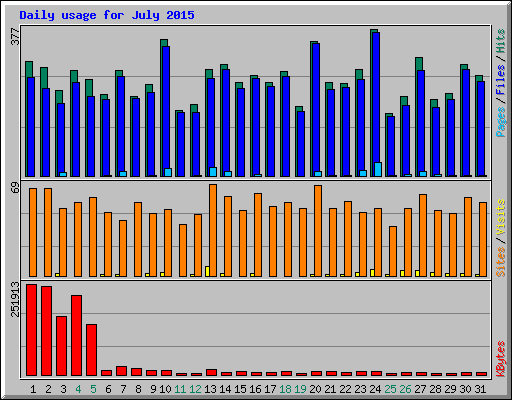 Daily usage for July 2015
377
Pages / Files / Hits
69
Sites / Visits
251913
KBytes
1 2 3 4 5 6 7 8 9 10 11 12 13 14 15 16 17 18 19 20 21 22 23 24 25 26 27 28 29 30 31